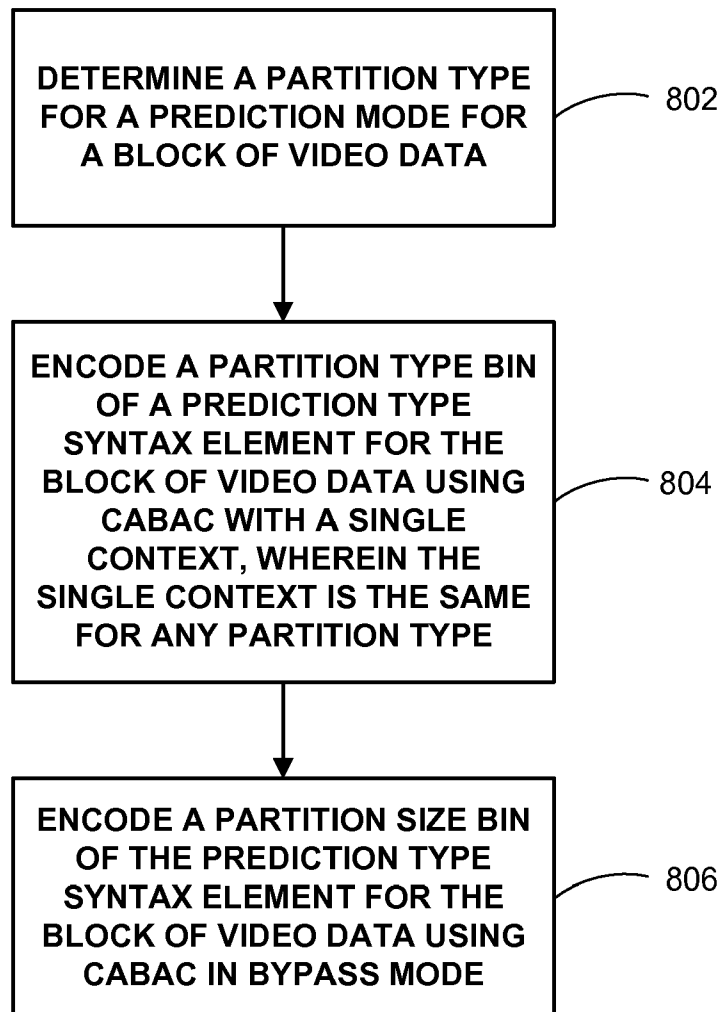 DETERMINE A PARTITION TYPE
FOR A PREDICTION MODE FOR
A BLOCK OF VIDEO DATA
802
ENCODE A PARTITION TYPE BIN
OF A PREDICTION TYPE
SYNTAX ELEMENT FOR THE
BLOCK OF VIDEO DATA USING
CABAC WITH A SINGLE
CONTEXT, WHEREIN THE
SINGLE CONTEXT IS THE SAME
FOR ANY PARTITION TYPE
804
ENCODE A PARTITION SIZE BIN
OF THE PREDICTION TYPE
SYNTAX ELEMENT FOR THE
BLOCK OF VIDEO DATA USING
CABAC IN BYPASS MODE
806